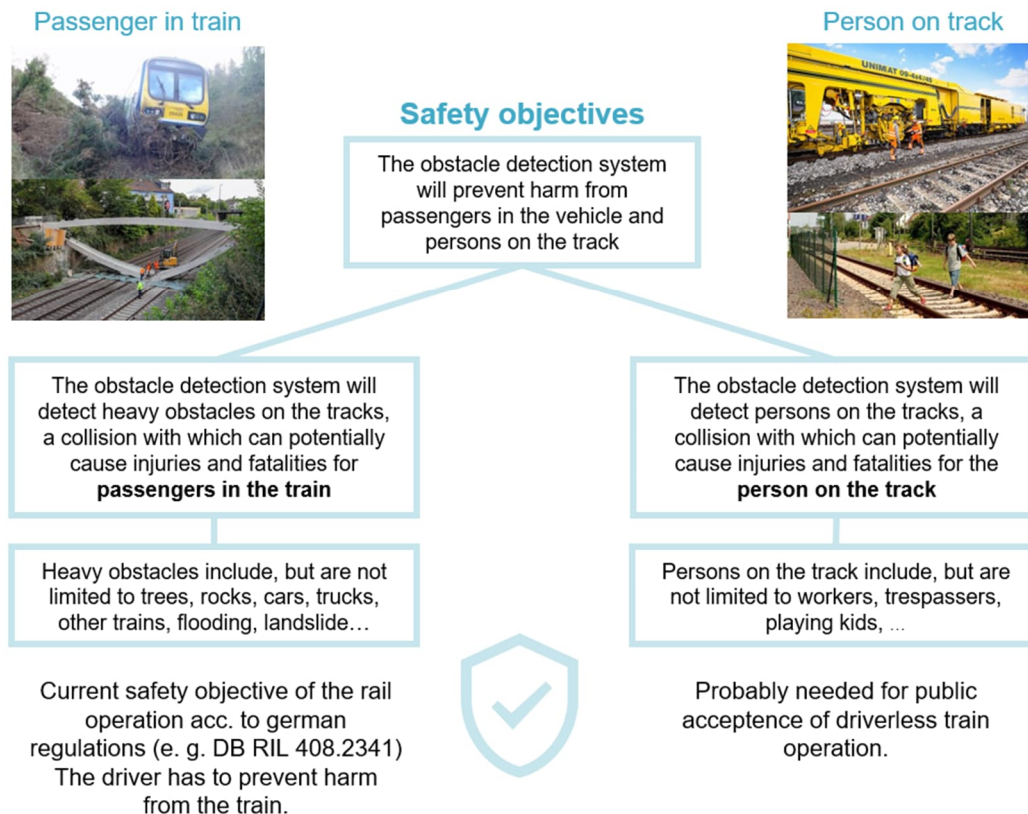 Passenger in train
Person on track
UNIMAT 09-4x4/4S
Safety objectives
The obstacle detection system
will prevent harm from
passengers in the vehicle and
persons on the track
The obstacle detection system will
detect heavy obstacles on the tracks,
a collision with which can potentially
cause injuries and fatalities for
passengers in the train
The obstacle detection system will
detect persons on the tracks, a
collision with which can potentially
cause injuries and fatalities for the
person on the track
Heavy obstacles include, but are not
limited to trees, rocks, cars, trucks,
other trains, flooding, landslide…
Persons on the track include, but are
not limited to workers, trespassers,
playing kids, ...
Current safety objective of the rail
operation acc. to german
regulations (e. g. DB RIL 408.2341)
The driver has to prevent harm
from the train.
Probably needed for public
acceptence of driverless train
operation.